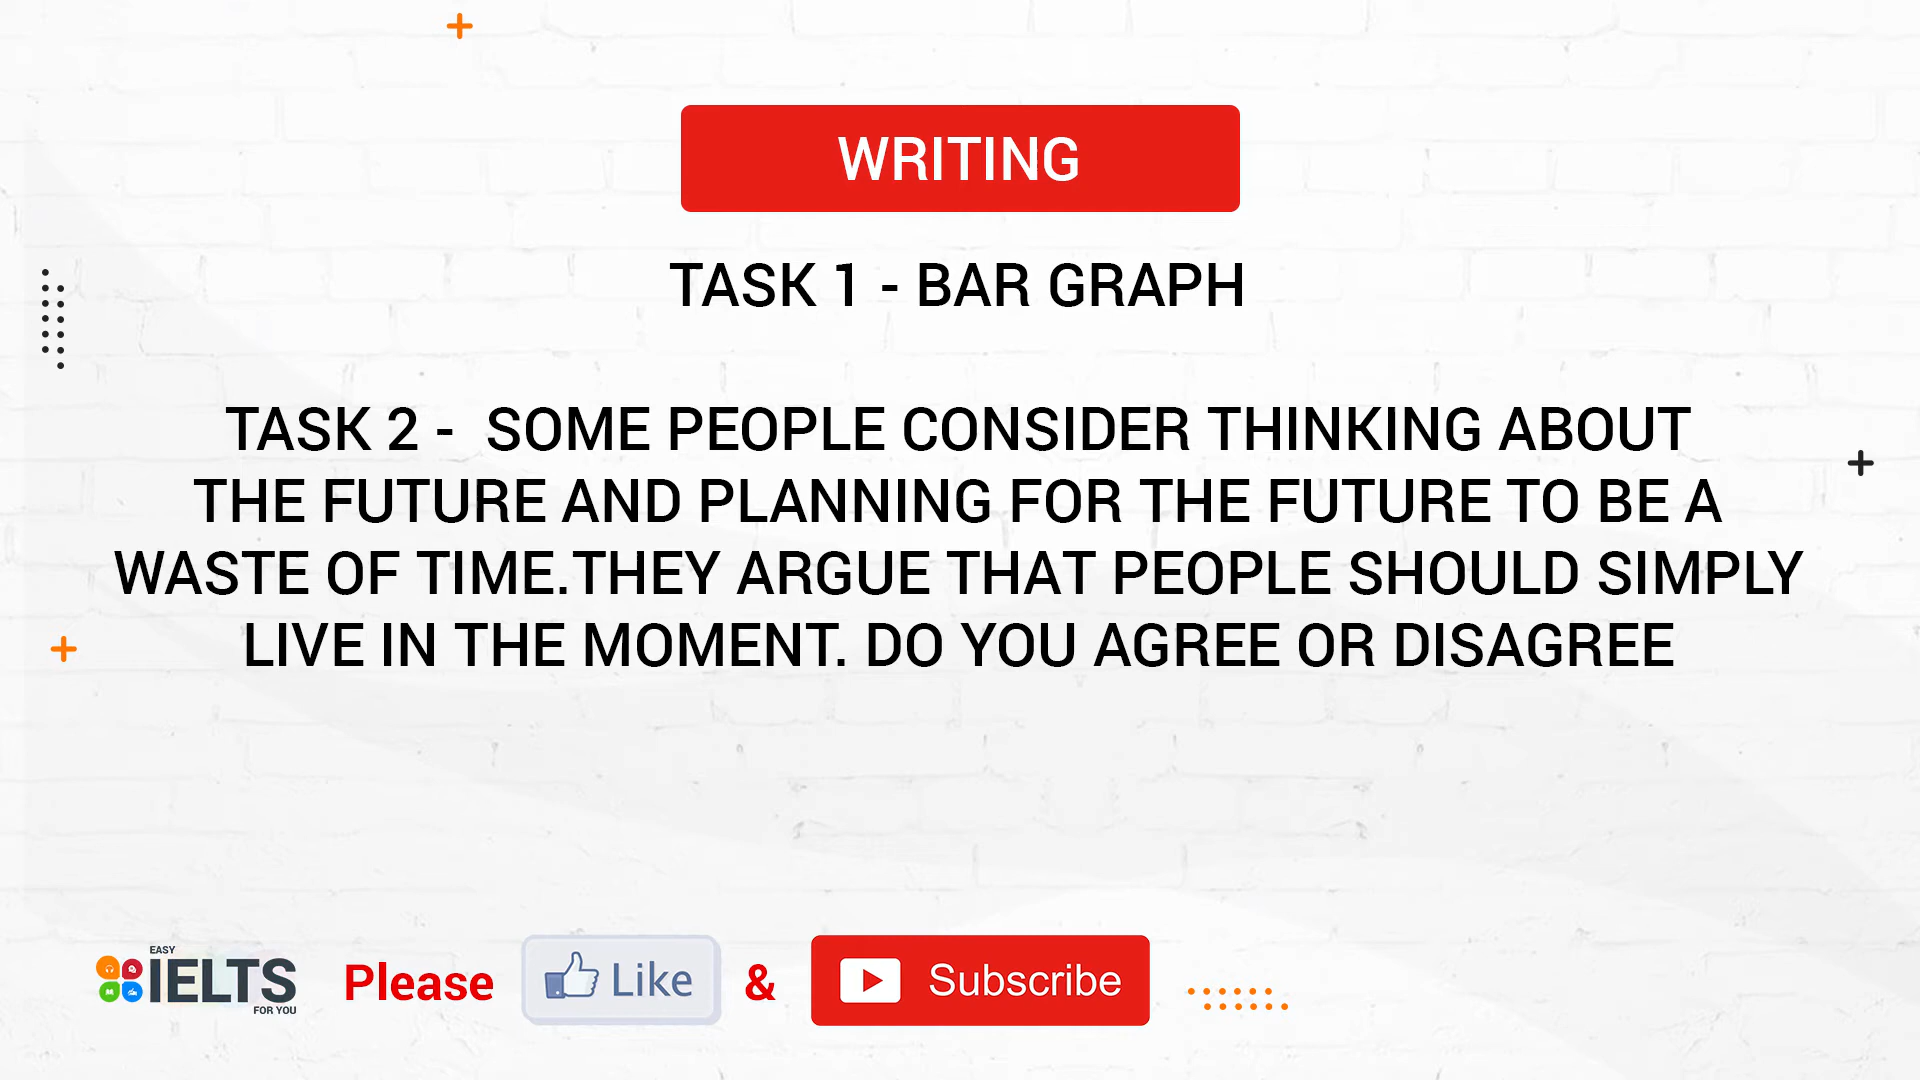 WRITING
TASK 1 - BAR GRAPH
TASK 2 -  SOME PEOPLE CONSIDER THINKING ABOUT
THE FUTURE AND PLANNING FOR THE FUTURE TO BE A
WASTE OF TIME.THEY ARGUE THAT PEOPLE SHOULD SIMPLY
LIVE IN THE MOMENT. DO YOU AGREE OR DISAGREE
EASY
IELTS
FOR YOU
Please Like & Subscribe